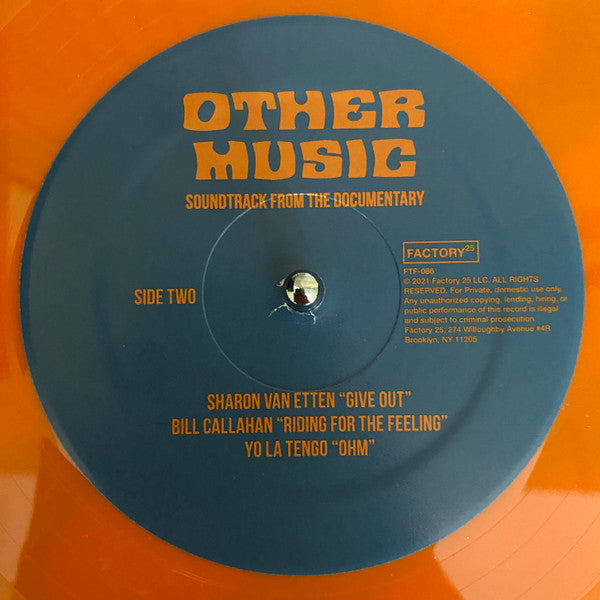 OTHER
MUSIC
SOUNDTRACK FROM THE DOCUMENTARY
SIDE TWO
FACTORY25
FTF-086
© 2021 Factory 25 LLC. ALL RIGHTS
RESERVED. For Private, domestic use only.
Any unauthorized copying, lending, hiring, or
public performance of this record is illegal
and subject to criminal prosecution.
Factory 25, 274 Willoughby Avenue #4R
Brooklyn, NY 11205
SHARON VAN ETTEN “GIVE OUT”
BILL CALLAHAN “RIDING FOR THE FEELING”
YO LA TENGO “OHM”